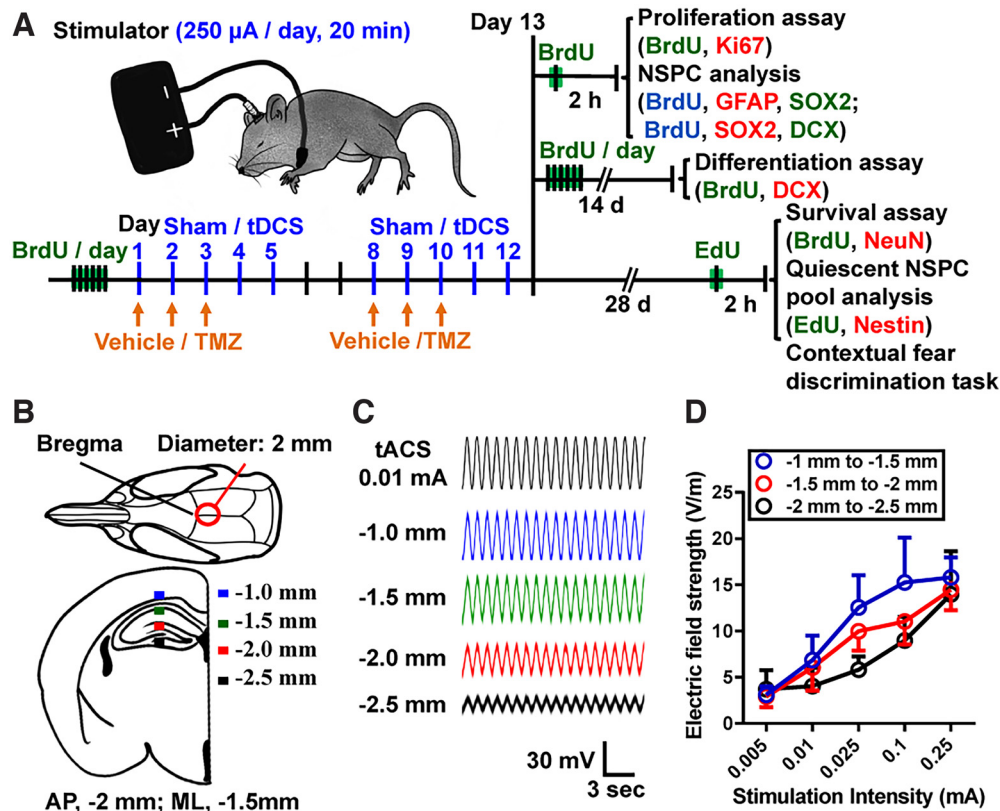 A
Stimulator (250 µA / day, 20 min)
Day 13
BrdU
2 h
Proliferation assay
(BrdU, Ki67)
NSPC analysis
(BrdU, GFAP, SOX2;
BrdU, SOX2, DCX)
BrdU / day
14 d
Differentiation assay
(BrdU, DCX)
BrdU / day
Day Sham / tDCS
1 2 3 4 5
Sham / tDCS
8 9 10 11 12
Vehicle / TMZ
Vehicle /TMZ
28 d
EdU
2 h
Survival assay
(BrdU, NeuN)
Quiescent NSPC
pool analysis
(EdU, Nestin)
Contextual fear
discrimination task
B
Bregma
Diameter: 2 mm
-1.0 mm
-1.5 mm
-2.0 mm
-2.5 mm
AP, -2 mm; ML, -1.5mm
C
tACS
0.01 mA
-1.0 mm
-1.5 mm
-2.0 mm
-2.5 mm
30 mV
3 sec
D
-1 mm to -1.5 mm
-1.5 mm to -2 mm
-2 mm to -2.5 mm
Electric field strength (V/m)
25
20
15
10
5
0
0.005
0.01
0.025
0.1
0.25
Stimulation Intensity (mA)